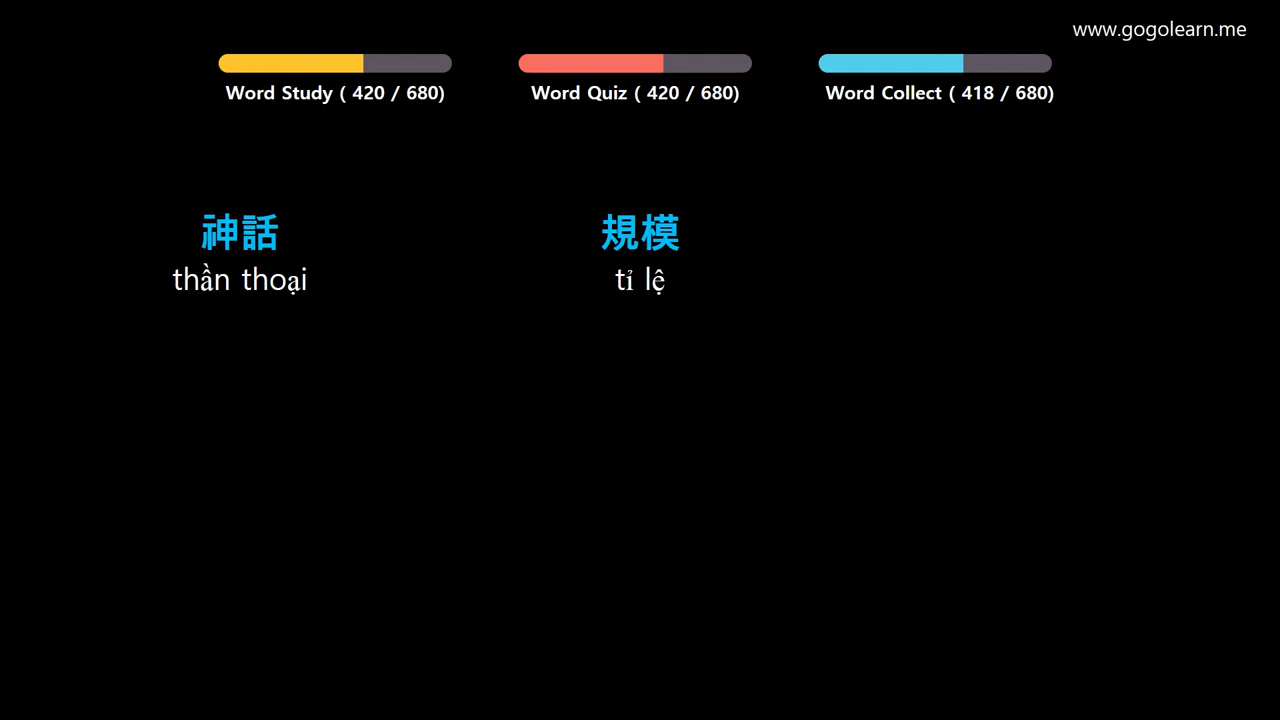 www.gogolearn.me
Word Study ( 420 / 680)
Word Quiz ( 420 / 680)
Word Collect ( 418 / 680)
神話
thần thoại
規模
tỉ lệ